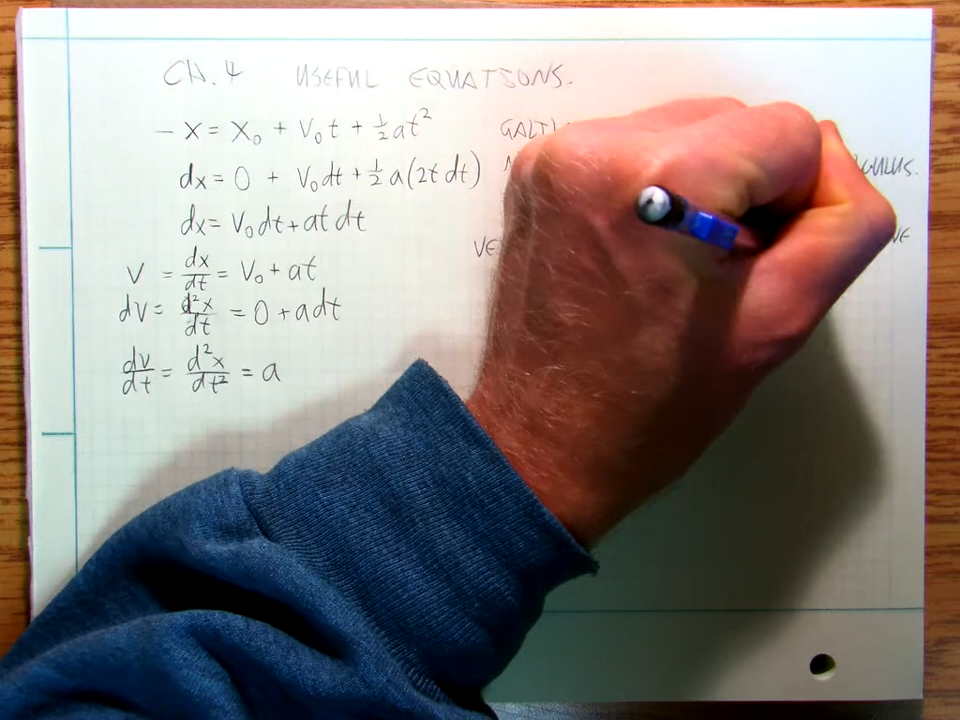 CH. 4 USEFUL EQUATIONS.
- X = X₀ + V₀t + ½at²
dx = 0 + V₀dt + ½a(2t dt)
dx = V₀dt + at dt
V = dx/dt = V₀ + at
dV = d²x/dt = 0 + adt
dv/dt = d²x/dt² = a